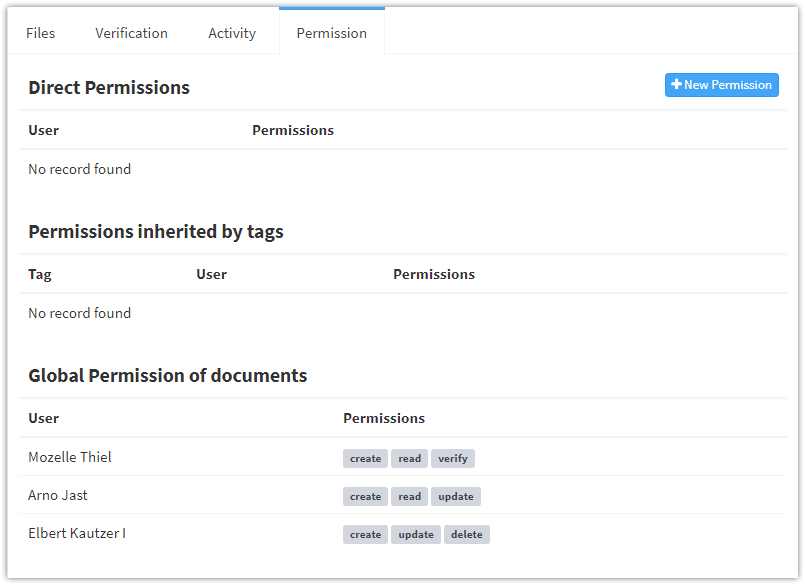 Files Verification Activity Permission
Direct Permissions New Permission
User Permissions
No record found
Permissions inherited by tags
Tag User Permissions
No record found
Global Permission of documents
User Permissions
Mozelle Thiel create read verify
Arno Jast create read update
Elbert Kautzer I create update delete